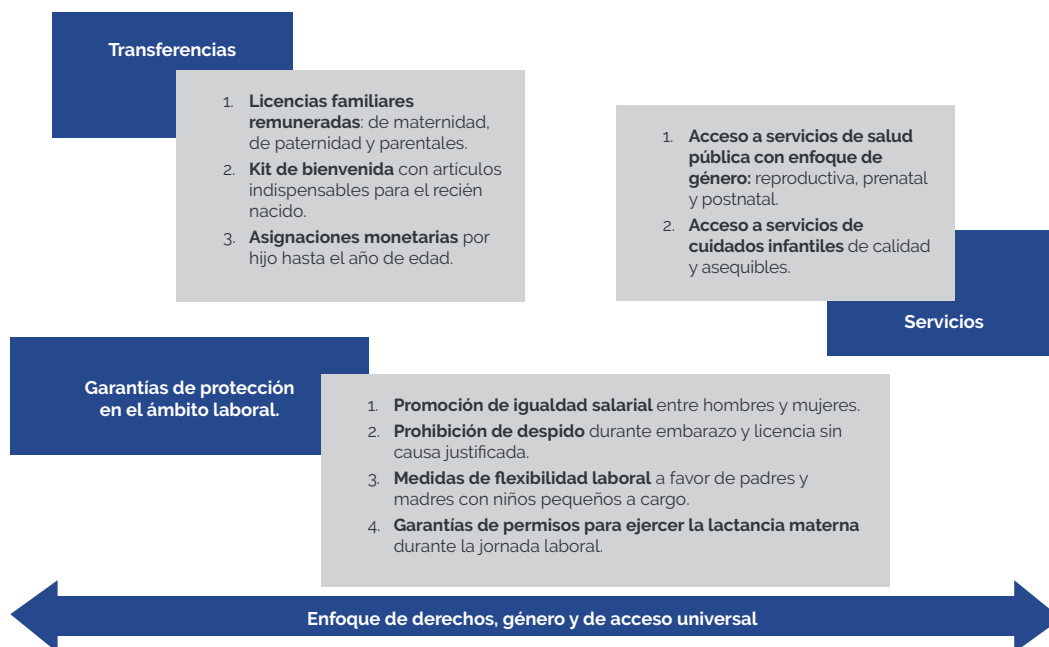 Transferencias
1. Licencias familiares
remuneradas: de maternidad,
de paternidad y parentales.
2. Kit de bienvenida con artículos
indispensables para el recién
nacido.
3. Asignaciones monetarias por
hijo hasta el año de edad.
1. Acceso a servicios de salud
pública con enfoque de
género: reproductiva, prenatal
y postnatal.
2. Acceso a servicios de
cuidados infantiles de calidad
y asequibles.
Servicios
Garantías de protección
en el ámbito laboral.
1. Promoción de igualdad salarial entre hombres y mujeres.
2. Prohibición de despido durante embarazo y licencia sin
causa justificada.
3. Medidas de flexibilidad laboral a favor de padres y
madres con niños pequeños a cargo.
4. Garantías de permisos para ejercer la lactancia materna
durante la jornada laboral.
Enfoque de derechos, género y de acceso universal